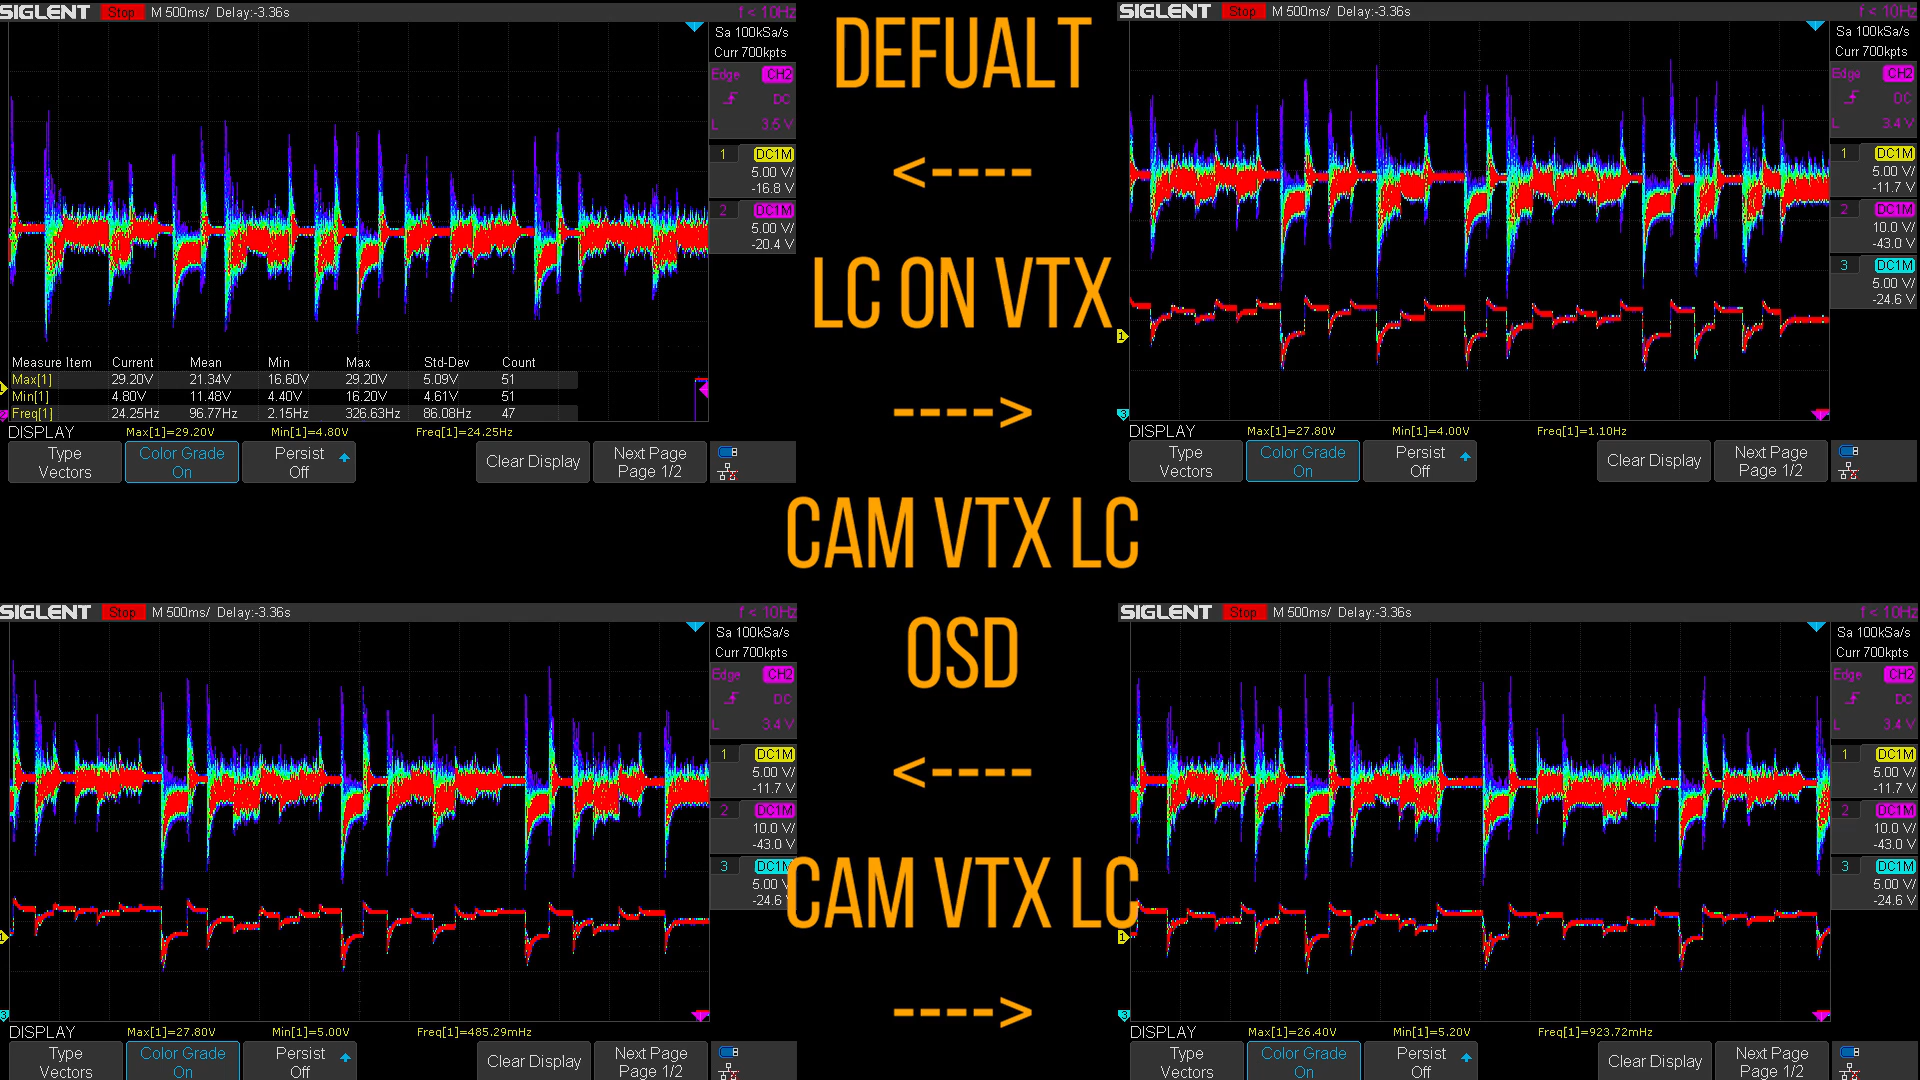 SIGLENT Stop M 500ms/ Delay:-3.36s f < 10Hz
Sa 100kSa/s
Curr 700kpts
Edge CH2
DC
L 3.5 V
1 DC1M
5.00 V/
-16.8 V
2 DC1M
5.00 V/
-20.4 V
Measure Item Current Mean Min Max Std-Dev Count
Max[1] 29.20V 21.34V 16.60V 29.20V 5.09V 51
Min[1] 4.80V 11.48V 4.40V 16.20V 4.61V 51
Freq[1] 24.25Hz 96.77Hz 2.15Hz 326.63Hz 86.08Hz 47
1
2
DISPLAY Max[1]=29.20V Min[1]=4.80V Freq[1]=24.25Hz
Type Vectors
Color Grade On
Persist Off
Clear Display
Next Page Page 1/2
DEFUALT
<----
LC ON VTX
---->
CAM VTX LC
OSD
<----
CAM VTX LC
---->
SIGLENT Stop M 500ms/ Delay:-3.36s f < 10Hz
Sa 100kSa/s
Curr 700kpts
Edge CH2
DC
L 3.4 V
1 DC1M
5.00 V/
-11.7 V
2 DC1M
10.0 V/
-43.0 V
3 DC1M
5.00 V/
-24.6 V
1
3
DISPLAY Max[1]=27.80V Min[1]=4.00V Freq[1]=1.10Hz
Type Vectors
Color Grade On
Persist Off
Clear Display
Next Page Page 1/2
SIGLENT Stop M 500ms/ Delay:-3.36s f < 10Hz
Sa 100kSa/s
Curr 700kpts
Edge CH2
DC
L 3.4 V
1 DC1M
5.00 V/
-11.7 V
2 DC1M
10.0 V/
-43.0 V
3 DC1M
5.00 V/
-24.6
1
3
DISPLAY Max[1]=27.80V Min[1]=5.00V Freq[1]=485.29mHz
Type Vectors
Color Grade On
Persist Off
Clear Display
Next Page Page 1/2
SIGLENT Stop M 500ms/ Delay:-3.36s f < 10Hz
Sa 100kSa/s
Curr 700kpts
Edge CH2
DC
L 3.4 V
1 DC1M
5.00 V/
-11.7 V
2 DC1M
10.0 V/
-43.0 V
3 DC1M
5.00 V/
-24.6 V
1
3
DISPLAY Max[1]=26.40V Min[1]=5.20V Freq[1]=923.72mHz
Type Vectors
Color Grade On
Persist Off
Clear Display
Next Page Page 1/2